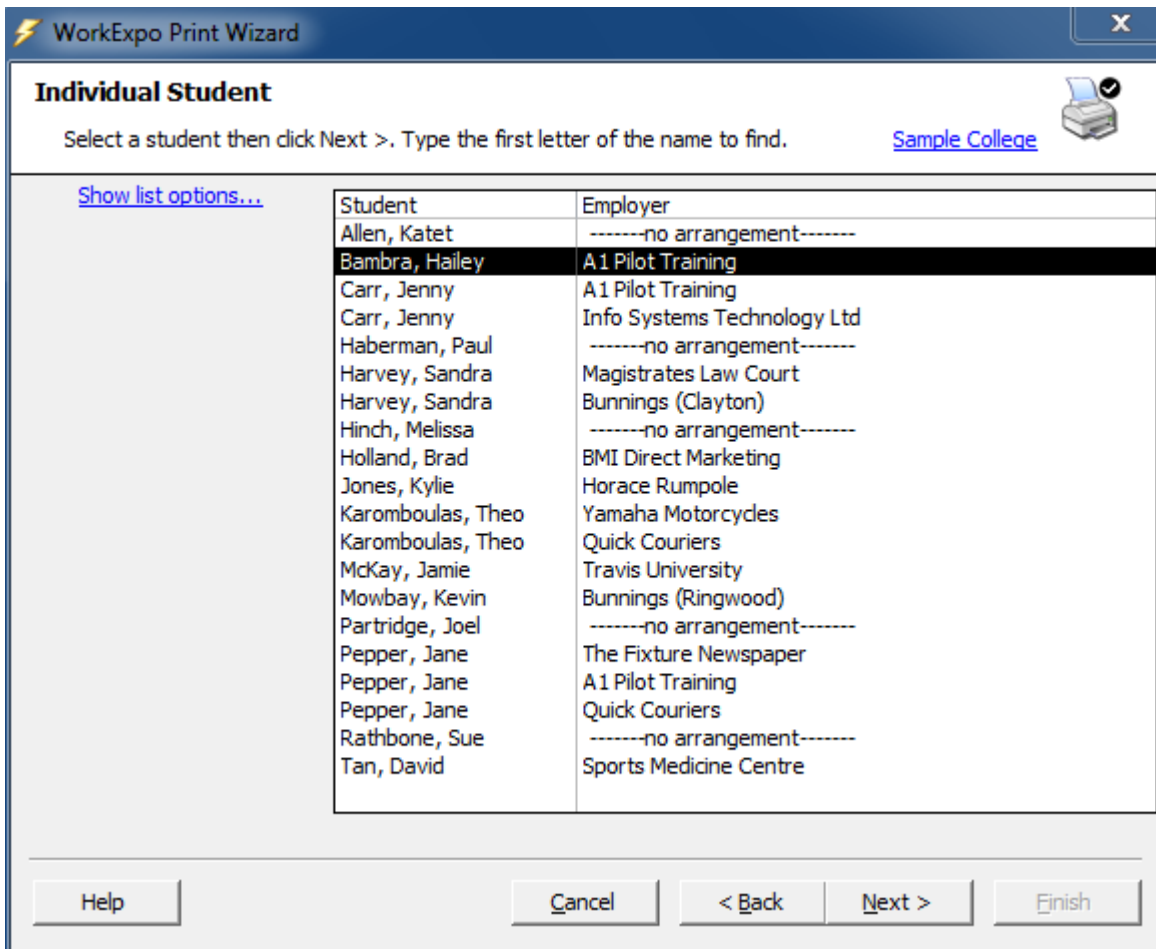 WorkExpo Print Wizard
X
Individual Student
Select a student then click Next >. Type the first letter of the name to find. Sample College
Show list options...
Student Employer
Allen, Katet -------no arrangement-------
Bambra, Hailey A1 Pilot Training
Carr, Jenny A1 Pilot Training
Carr, Jenny Info Systems Technology Ltd
Haberman, Paul -------no arrangement-------
Harvey, Sandra Magistrates Law Court
Harvey, Sandra Bunnings (Clayton)
Hinch, Melissa -------no arrangement-------
Holland, Brad BMI Direct Marketing
Jones, Kylie Horace Rumpole
Karomboulas, Theo Yamaha Motorcycles
Karomboulas, Theo Quick Couriers
McKay, Jamie Travis University
Mowbay, Kevin Bunnings (Ringwood)
Partridge, Joel -------no arrangement-------
Pepper, Jane The Fixture Newspaper
Pepper, Jane A1 Pilot Training
Pepper, Jane Quick Couriers
Rathbone, Sue -------no arrangement-------
Tan, David Sports Medicine Centre
Help Cancel < Back Next > Finish